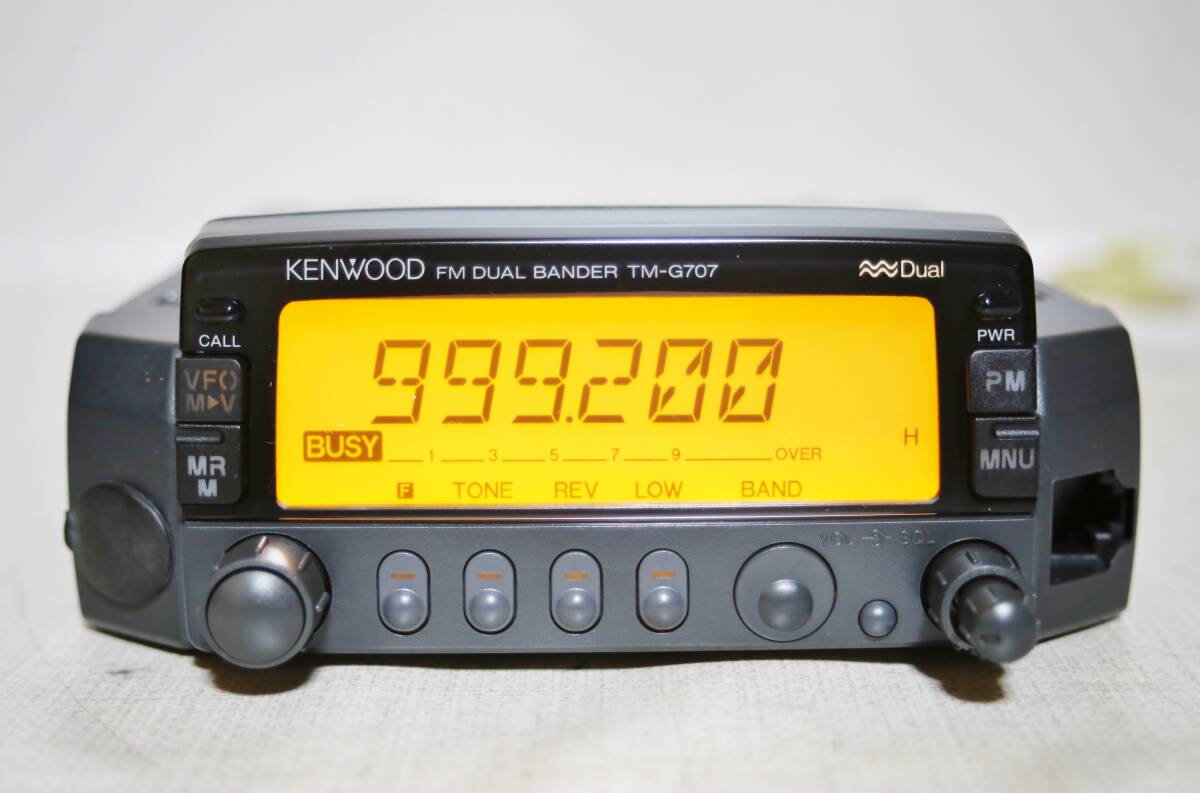 KENWOOD FM DUAL BANDER TM-G707
Dual
CALL
PWR
VFO
M▶V
PM
999.200
MR
M
BUSY 1 3 5 7 9 OVER
H
MNU
F TONE REV LOW BAND
VOL SQL